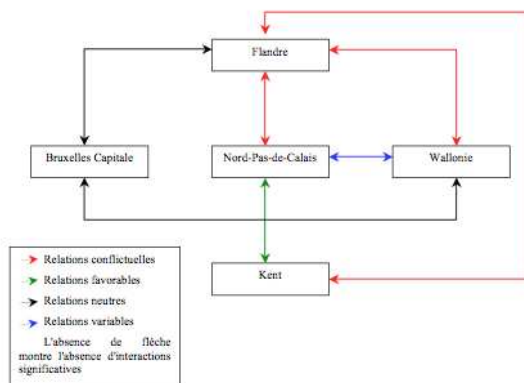 Flandre
Bruxelles Capitale
Nord-Pas-de-Calais
Wallonie
Kent
Relations conflictuelles
Relations favorables
Relations neutres
Relations variables
L'absence de flèche
montre l'absence d'interactions
significatives